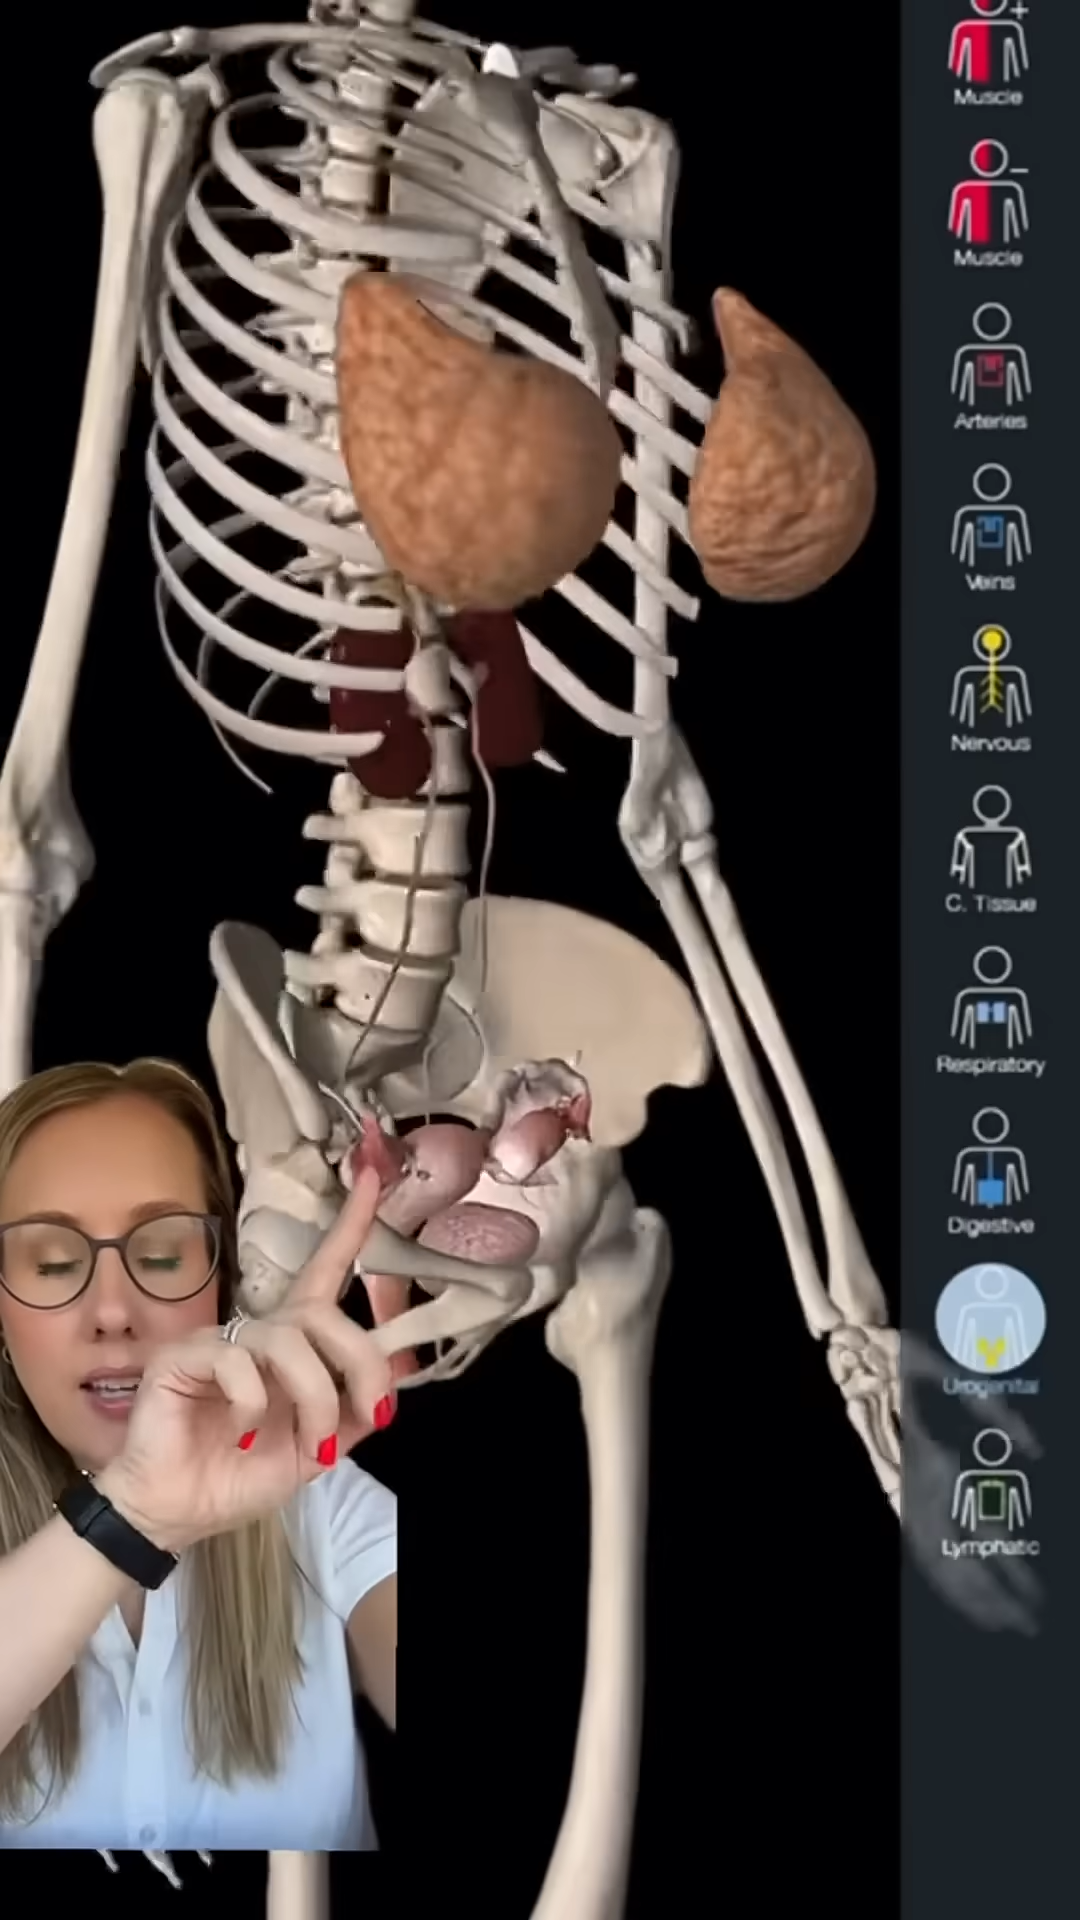 Muscle
Muscle
Arteries
Veins
Nervous
C. Tissue
Respiratory
Digestive
Urogenital
Lymphatic